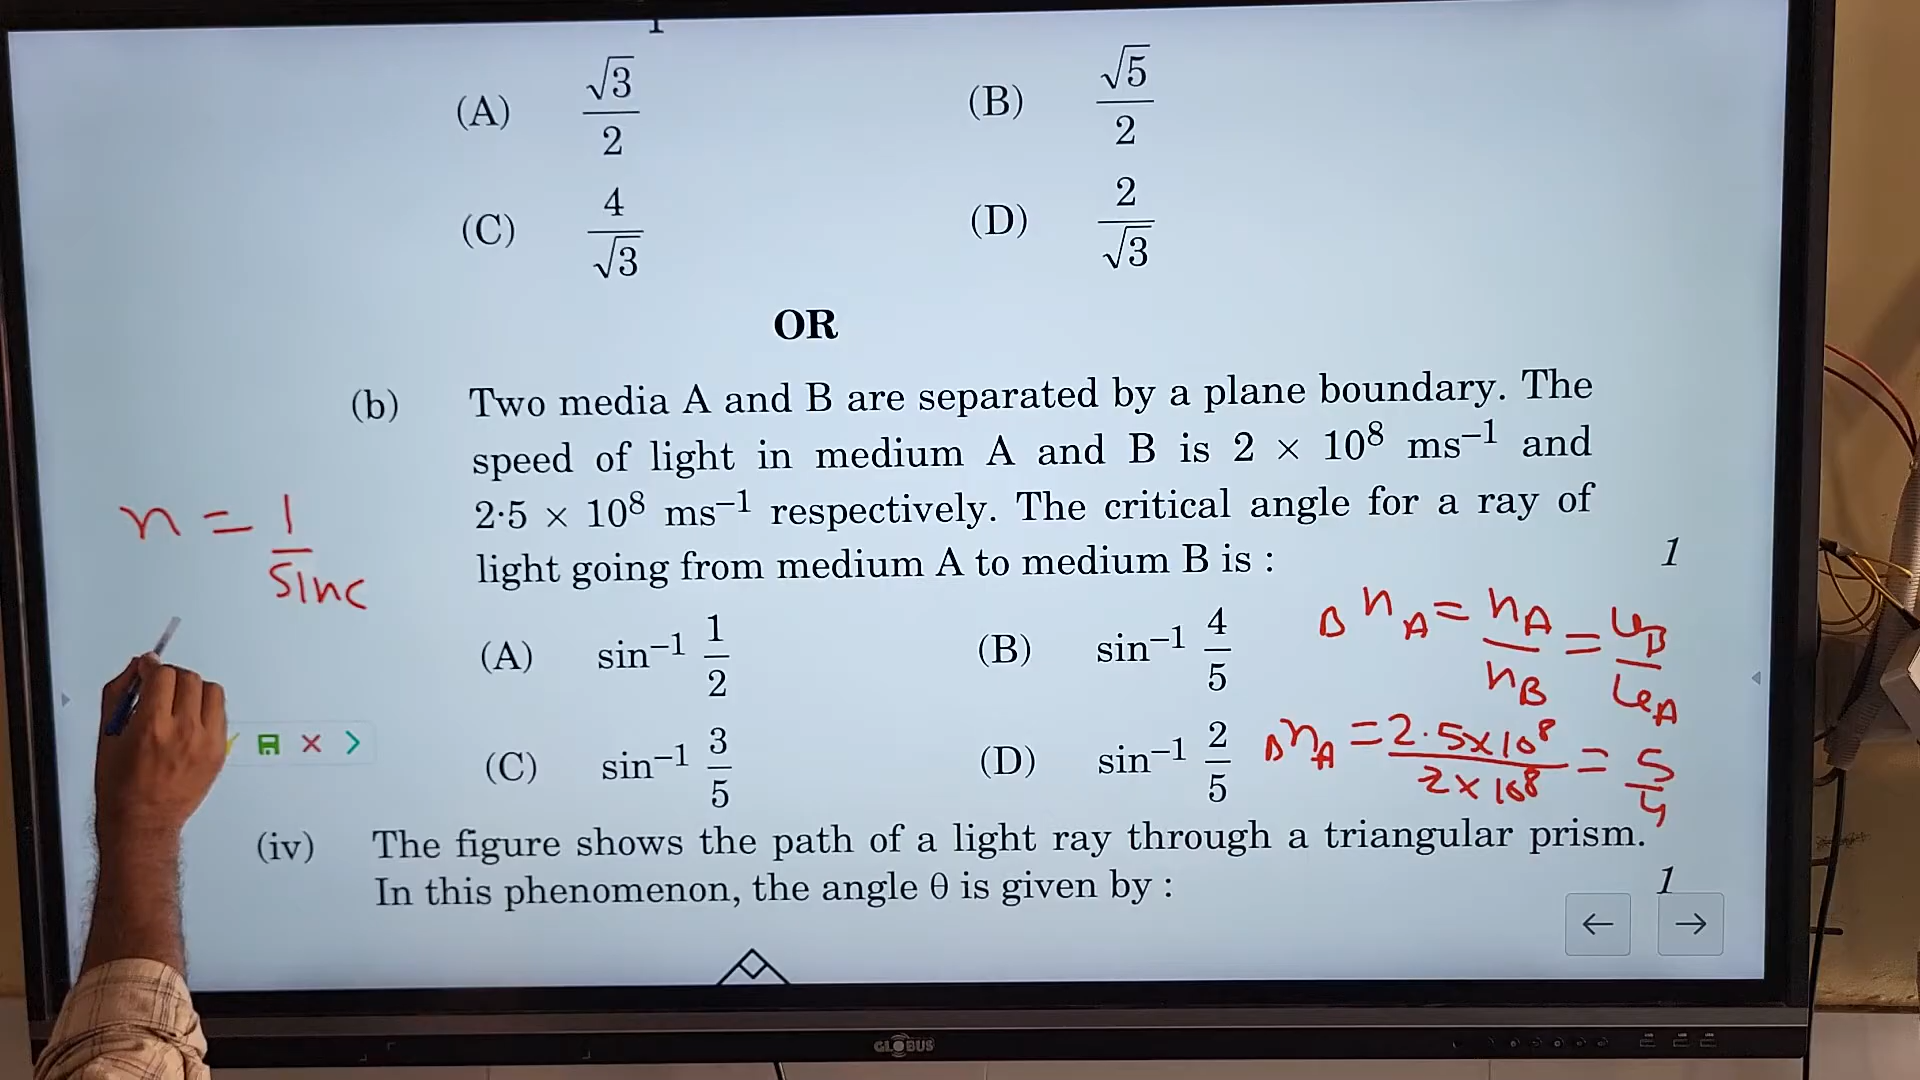 (A) √3/2 (B) √5/2
(C) 4/√3 (D) 2/√3
OR
(b) Two media A and B are separated by a plane boundary. The
speed of light in medium A and B is 2 × 10⁸ ms⁻¹ and
2·5 × 10⁸ ms⁻¹ respectively. The critical angle for a ray of
light going from medium A to medium B is : 1
n = 1/sinc
(A) sin⁻¹ 1/2 (B) sin⁻¹ 4/5
BnA = nA/nB = vB/vA
(C) sin⁻¹ 3/5 (D) sin⁻¹ 2/5
BnA = 2.5×10⁸/2×10⁸ = 5/4
(iv) The figure shows the path of a light ray through a triangular prism.
In this phenomenon, the angle θ is given by : 1
GLOBUS